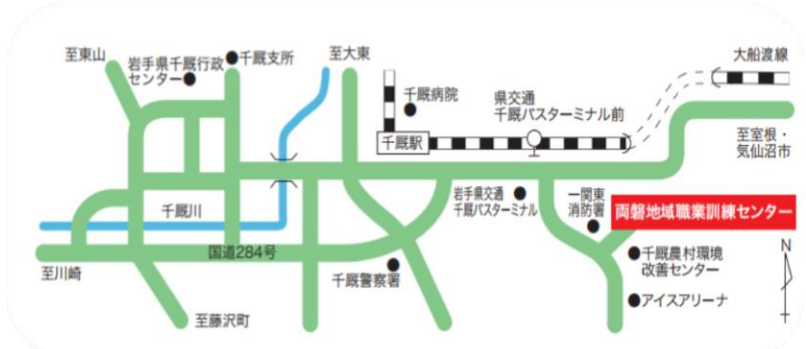 至東山
岩手県千厩行政
センター
千厩支所
至大東
千厩病院
県交通
千厩バスターミナル前
大船渡線
千厩駅
至室根・
気仙沼市
岩手県交通
千厩バスターミナル
一関東
消防署
両磐地域職業訓練センター
千厩川
国道284号
至川崎
千厩警察署
千厩農村環境
改善センター
アイスアリーナ
至藤沢町
N